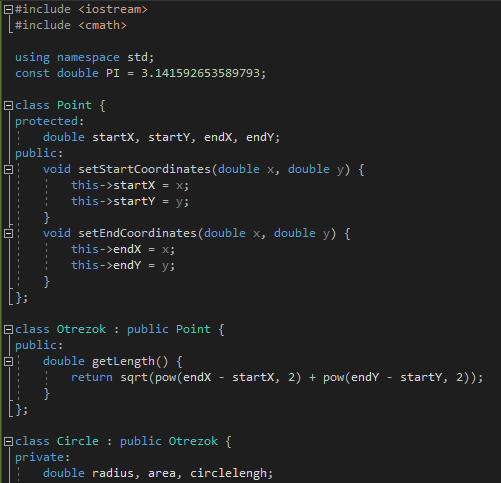 #include <iostream>
#include <cmath>
using namespace std;
const double PI = 3.141592653589793;
class Point {
protected:
double startX, startY, endX, endY;
public:
void setStartCoordinates(double x, double y) {
this->startX = x;
this->startY = y;
}
void setEndCoordinates(double x, double y) {
this->endX = x;
this->endY = y;
}
};
class Otrezok : public Point {
public:
double getLength() {
return sqrt(pow(endX - startX, 2) + pow(endY - startY, 2));
}
};
class Circle : public Otrezok {
private:
double radius, area, circlelengh;